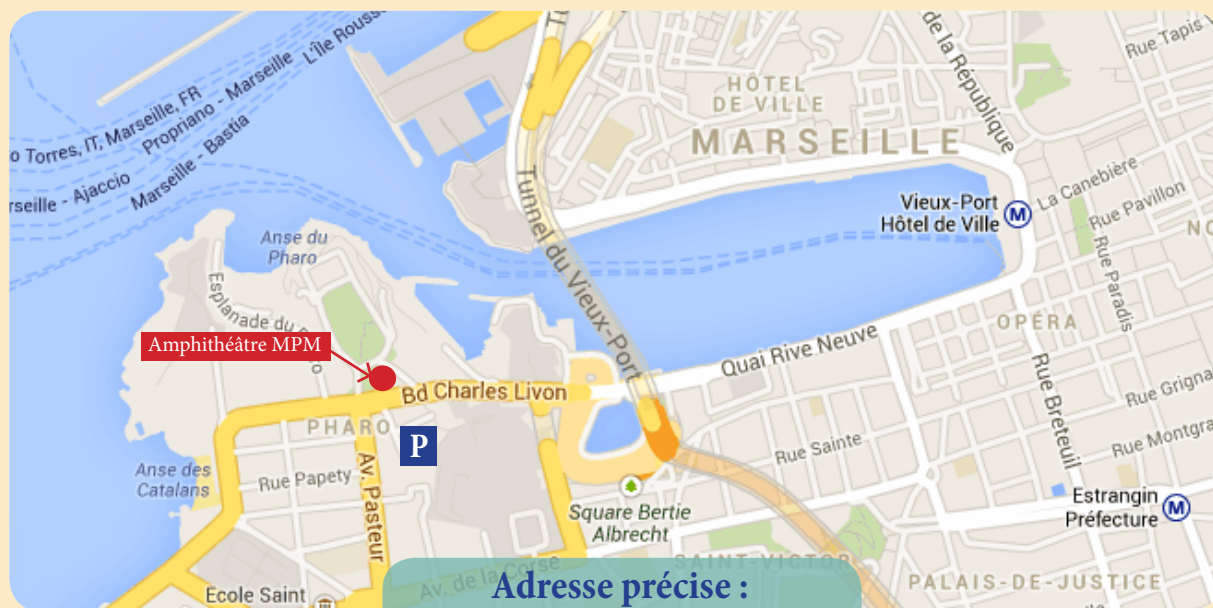 L'Île Rouss
Propriano - Marseille
o Torres, IT, Marseille, FR
rseille - Ajaccio
Marseille - Bastia
Tu
HÔTEL
DE VILLE
MARSEILLE
de la République
Rue Tapis V
Tunnel du Vieux-Port
Vieux-Port
Hôtel de Ville
M
La Canebière
Rue Pavillon
NO
Rue Paradis
Anse du
Pharo
Esplanade du
o
Amphithéâtre MPM
OPÉRA
Quai Rive Neuve
Bd Charles Livon
Rue Breteuil
Rue Grigna
Rue Montgra
Rue Sainte
PHARO
P
Anse des
Catalans
Rue Papety
Av. Pasteur
Square Bertie
Albrecht
Estrangin
Préfecture
M
SAINT-VICTOR
Av. de la Corse
PALAIS-DE-JUSTICE
Ecole Saint
Adresse précise :